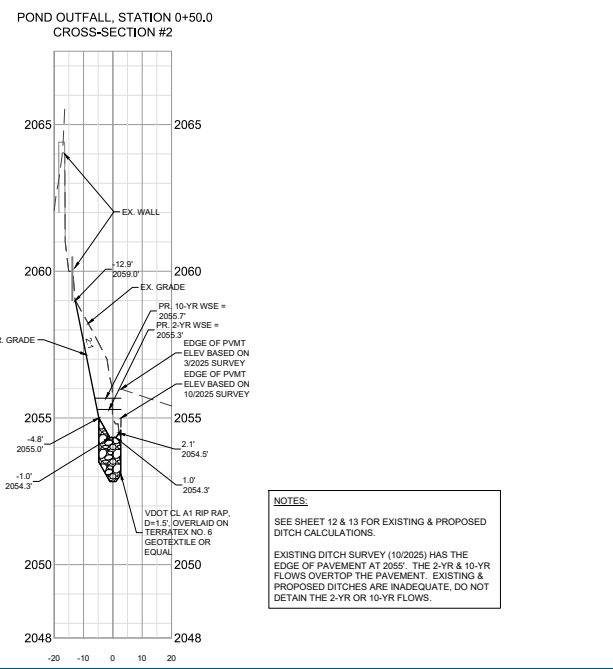 POND OUTFALL, STATION 0+50.0
CROSS-SECTION #2
2065 2065
EX. WALL
2060 2060
-12.9'
2059.0'
EX. GRADE
PR. 10-YR WSE =
2055.7'
PR. 2-YR WSE =
2055.3'
R. GRADE
2:1
EDGE OF PVMT
ELEV BASED ON
3/2025 SURVEY
EDGE OF PVMT
ELEV BASED ON
10/2025 SURVEY
2055 2055
-4.8'
2055.0'
2.1'
2054.5'
-1.0'
2054.3'
1.0'
2054.3'
VDOT CL A1 RIP RAP,
D=1.5', OVERLAID ON
TERRATEX NO. 6
GEOTEXTILE OR
EQUAL
2050 2050
2048 2048
-20 -10 0 10 20
NOTES:
SEE SHEET 12 & 13 FOR EXISTING & PROPOSED
DITCH CALCULATIONS.
EXISTING DITCH SURVEY (10/2025) HAS THE
EDGE OF PAVEMENT AT 2055'. THE 2-YR & 10-YR
FLOWS OVERTOP THE PAVEMENT. EXISTING &
PROPOSED DITCHES ARE INADEQUATE, DO NOT
DETAIN THE 2-YR OR 10-YR FLOWS.